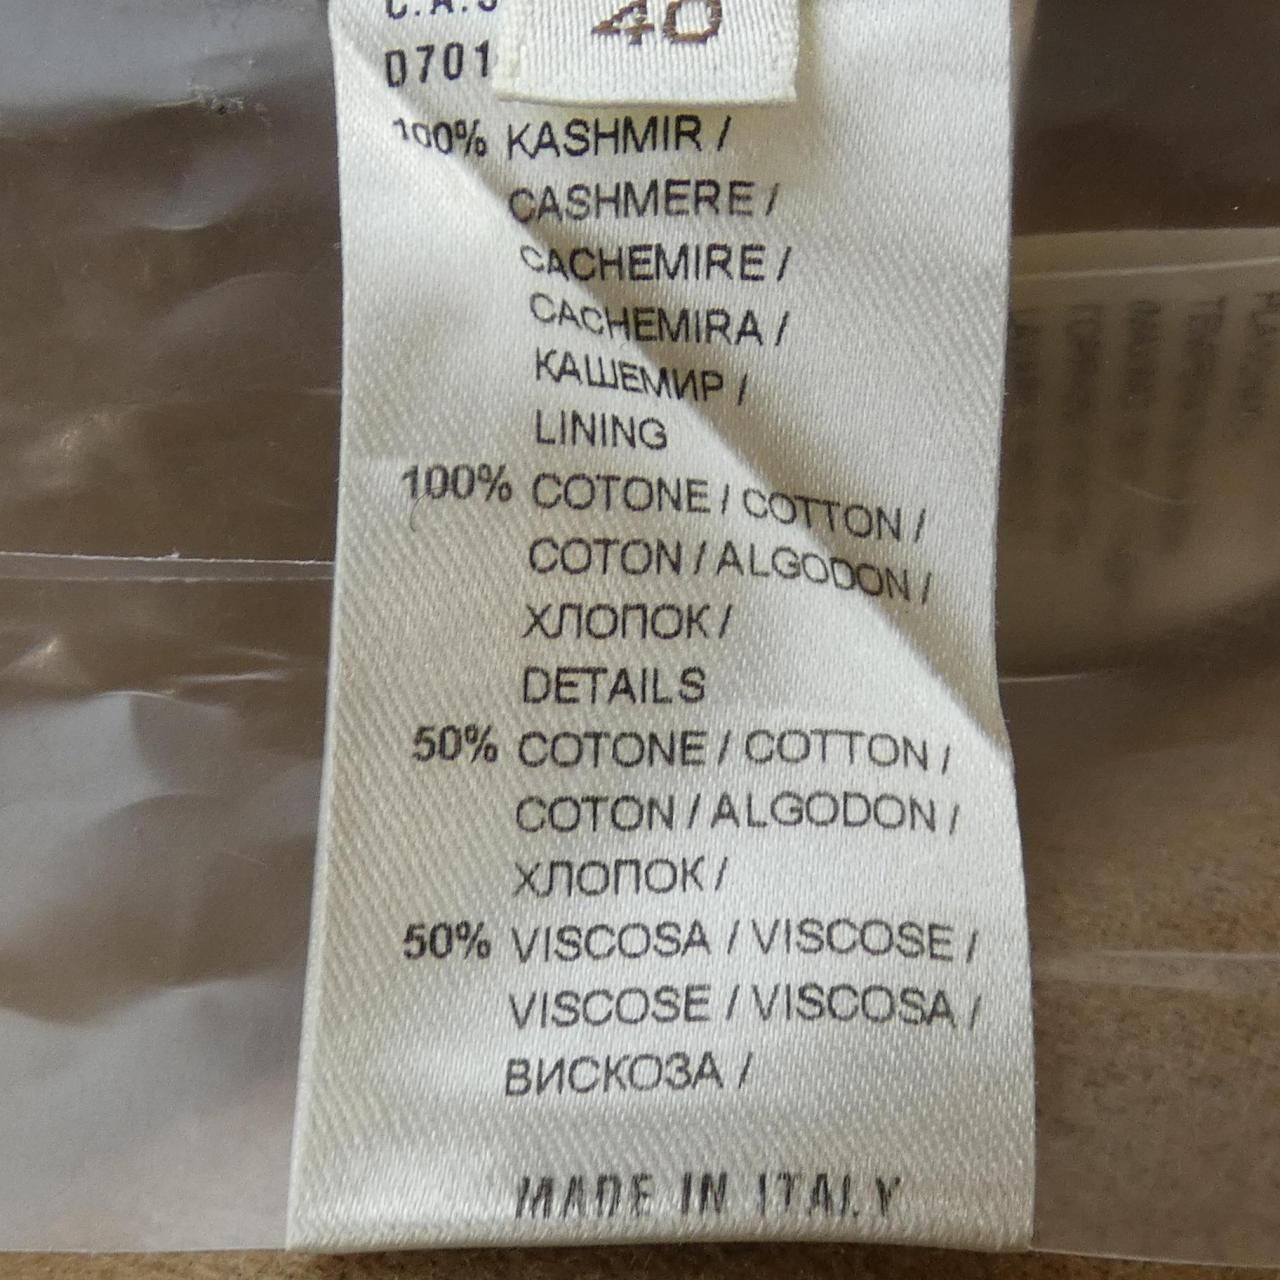 40
D701
100% KASHMIR /
CASHMERE /
CACHEMIRE /
CACHEMIRA /
КАШЕМИР /
LINING
100% COTONE / COTTON /
COTON / ALGODON /
ХЛОПОК /
DETAILS
50% COTONE / COTTON /
COTON / ALGODON /
ХЛОПОК /
50% VISCOSA / VISCOSE /
VISCOSE / VISCOSA /
ВИСКОЗА /
MADE IN ITALY